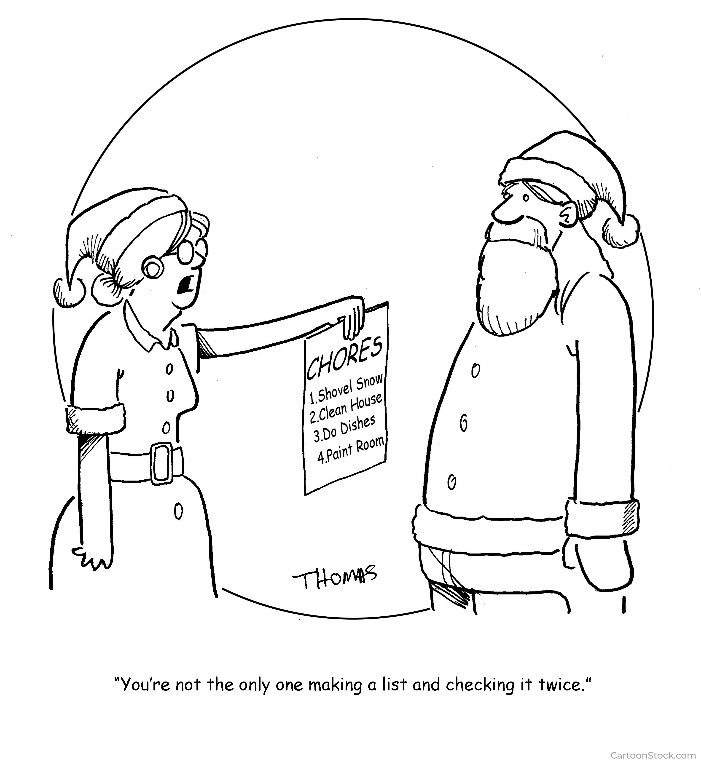 CHORES
1.Shovel Snow
2.Clean House
3.Do Dishes
4.Paint Room
THOMAS
“You’re not the only one making a list and checking it twice.“
CartoonStock.com